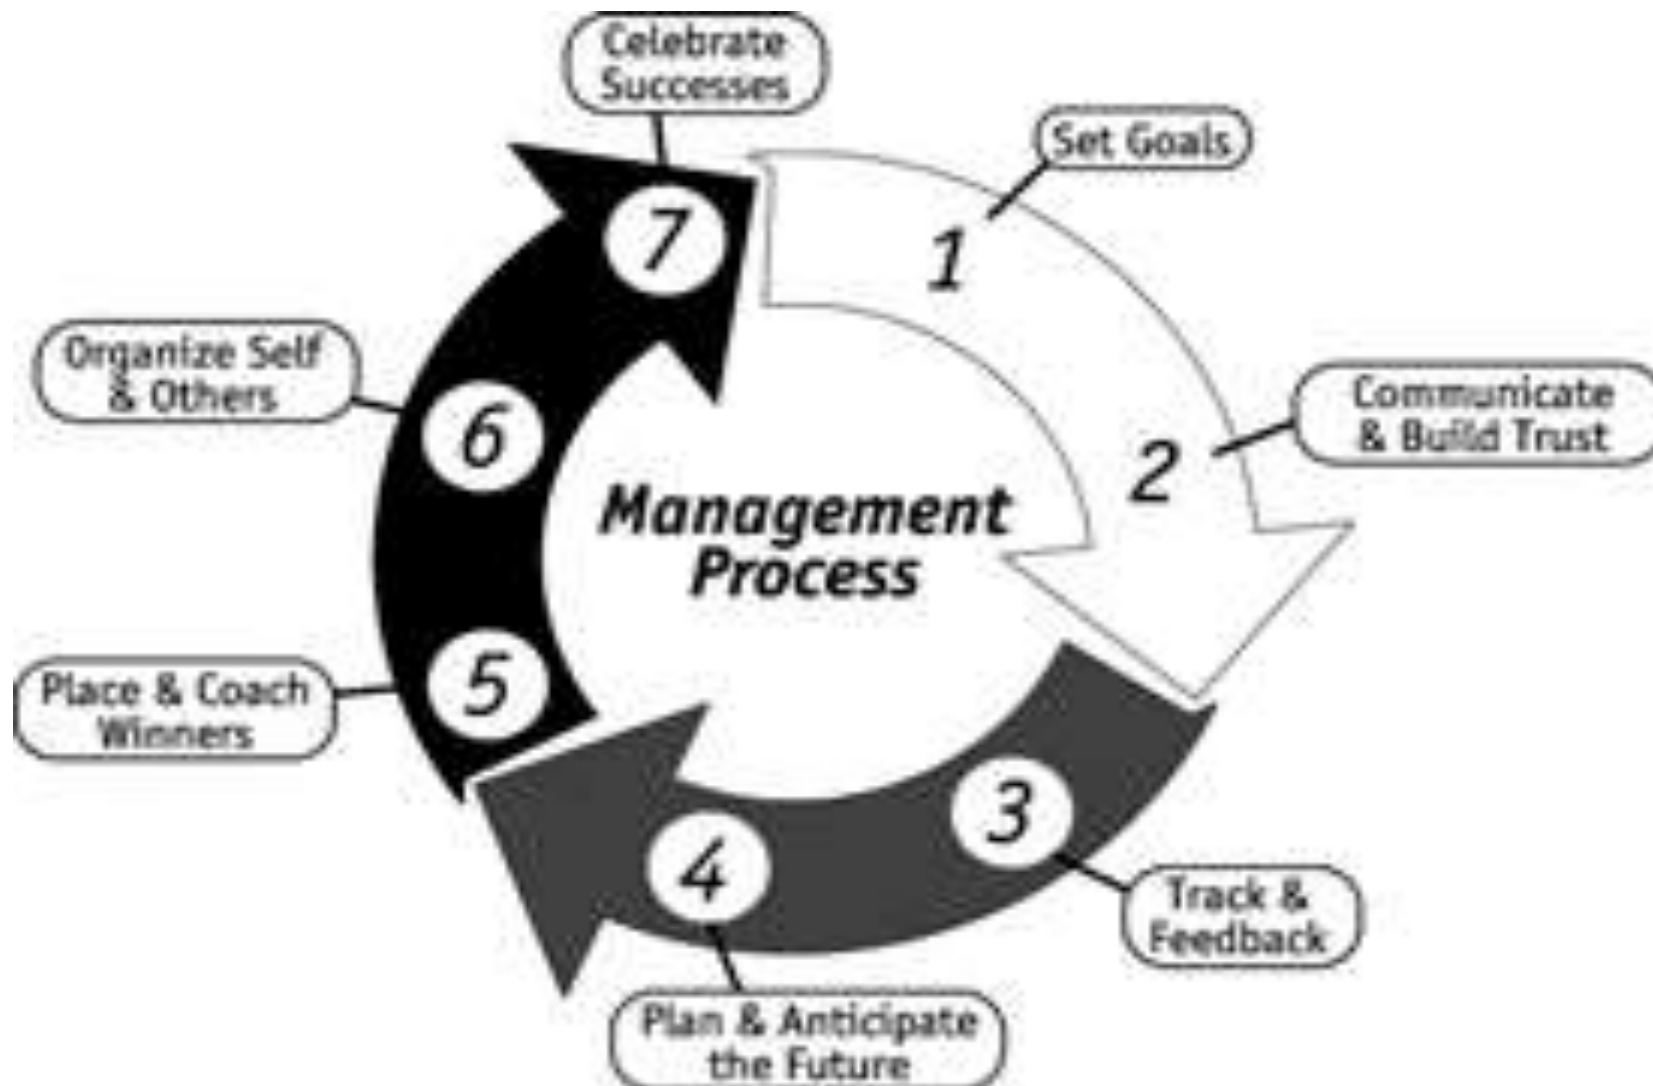 Celebrate
Successes
7
Set Goals
1
Communicate
& Build Trust
2
Track &
Feedback
3
Plan & Anticipate
the Future
4
Place & Coach
Winners
5
Organize Self
& Others
6
Management
Process